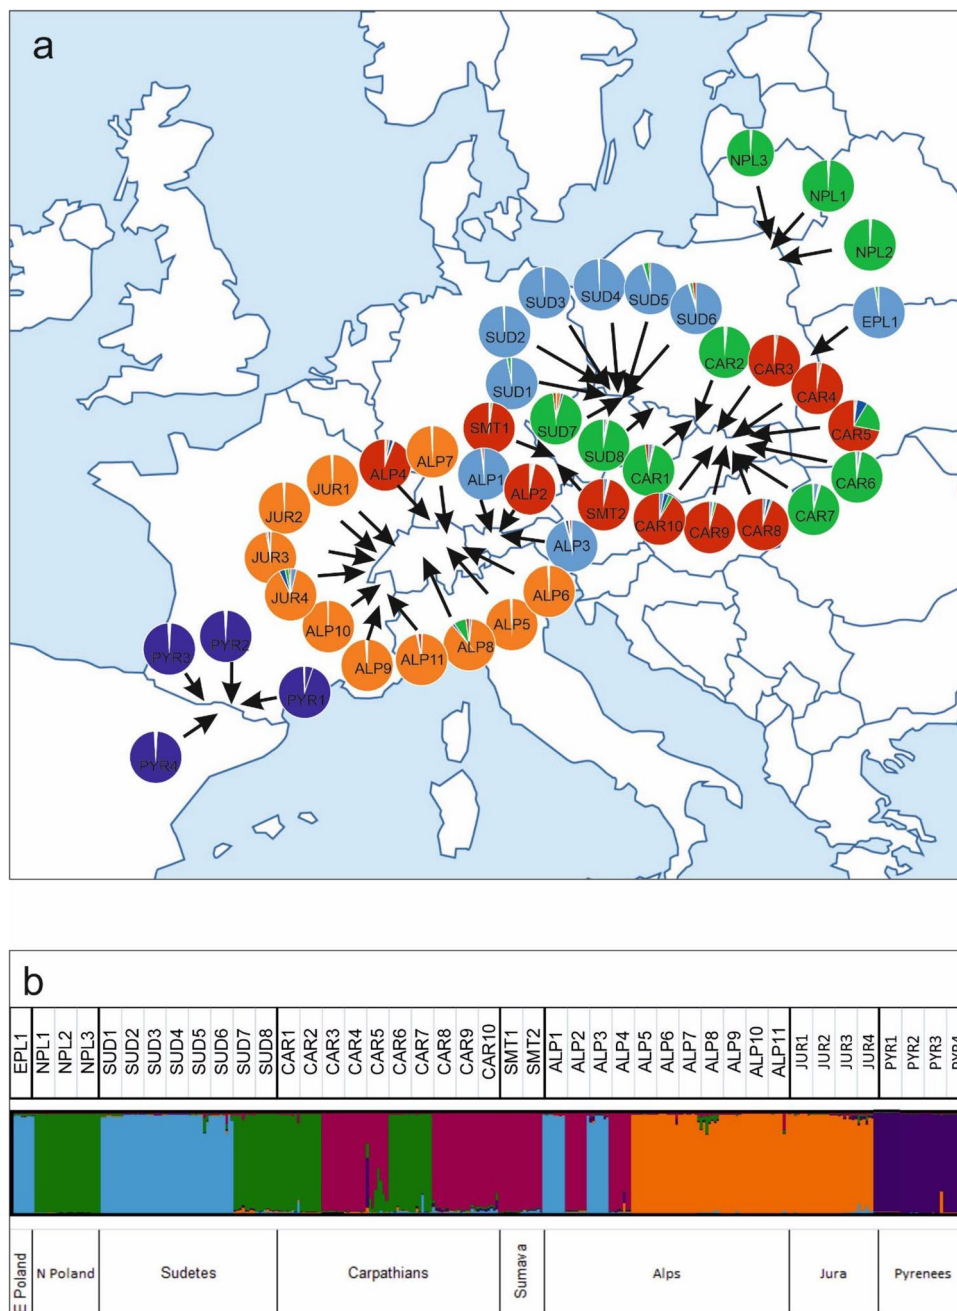 a
NPL3
NPL1
NPL2
SUD3
SUD4
SUD5
SUD6
EPL1
SUD2
CAR2
CAR3
SUD1
CAR4
SMT1
SUD7
CAR5
ALP4
ALP7
SUD8
ALP1
CAR1
CAR6
JUR1
ALP2
SMT2
CAR7
JUR2
CAR10
CAR9
CAR8
JUR3
ALP3
JUR4
ALP6
ALP10
ALP5
PYR2
PYR3
ALP9
ALP11
ALP8
PYR1
PYR4
b
EPL1 NPL1 NPL2 NPL3 SUD1 SUD2 SUD3 SUD4 SUD5 SUD6 SUD7 SUD8 CAR1 CAR2 CAR3 CAR4 CAR5 CAR6 CAR7 CAR8 CAR9 CAR10 SMT1 SMT2 ALP1 ALP2 ALP3 ALP4 ALP5 ALP6 ALP7 ALP8 ALP9 ALP10 ALP11 JUR1 JUR2 JUR3 JUR4 PYR1 PYR2 PYR3 PYR4
E Poland N Poland Sudetes Carpathians Sumava Alps Jura Pyrenees